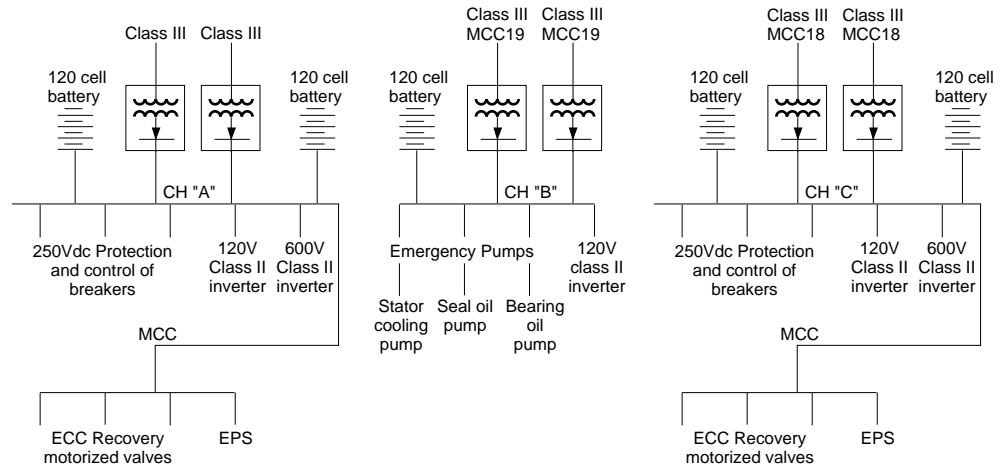 Class III
Class III
120 cell
battery
120 cell
battery
CH "A"
250Vdc Protection
and control of
breakers
120V
Class II
inverter
600V
Class II
inverter
MCC
ECC Recovery
motorized valves
EPS
Class III
MCC19
Class III
MCC19
120 cell
battery
CH "B"
Emergency Pumps
120V
class II
inverter
Stator
cooling
pump
Seal oil
pump
Bearing
oil
pump
Class III
MCC18
Class III
MCC18
120 cell
battery
120 cell
battery
CH "C"
250Vdc Protection
and control of
breakers
120V
Class II
inverter
600V
Class II
inverter
MCC
ECC Recovery
motorized valves
EPS